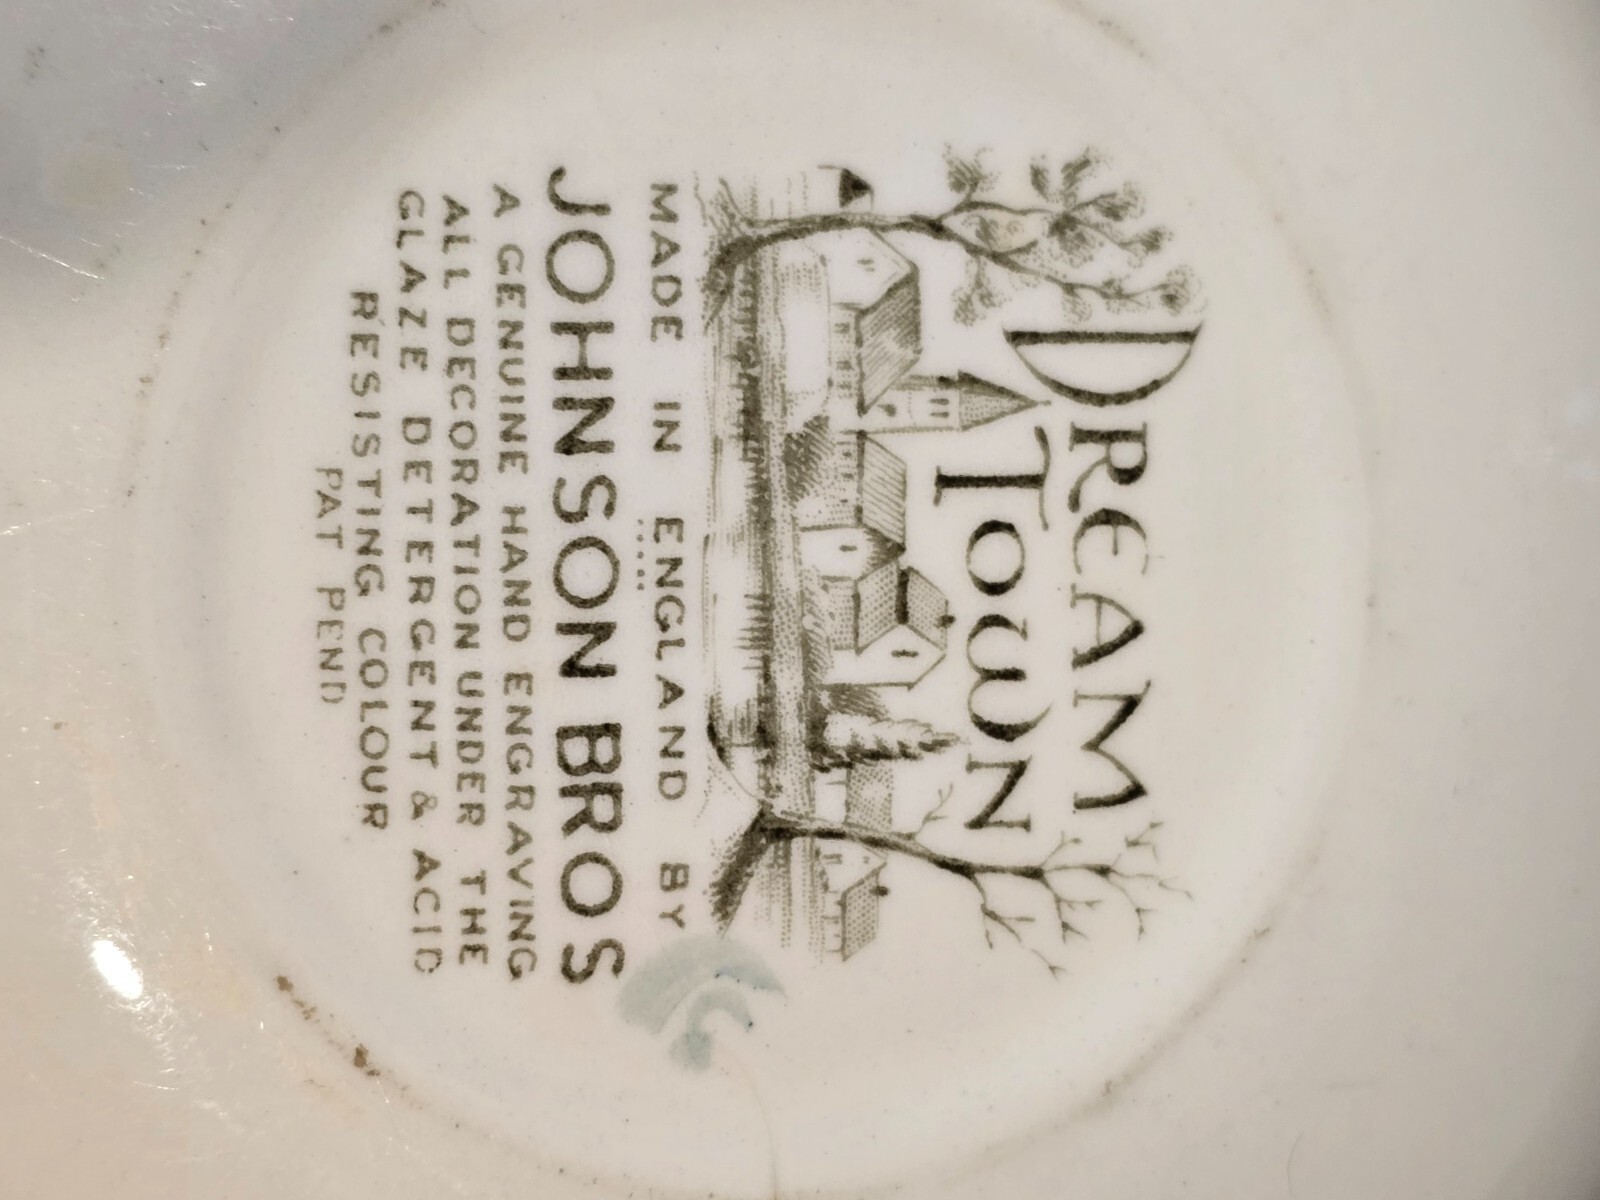 DREAM
TOWN
MADE IN ENGLAND BY
JOHNSON BROS
A GENUINE HAND ENGRAVING
ALL DECORATION UNDER THE
GLAZE DETERGENT & ACID
RESISTING COLOUR
PAT PEND